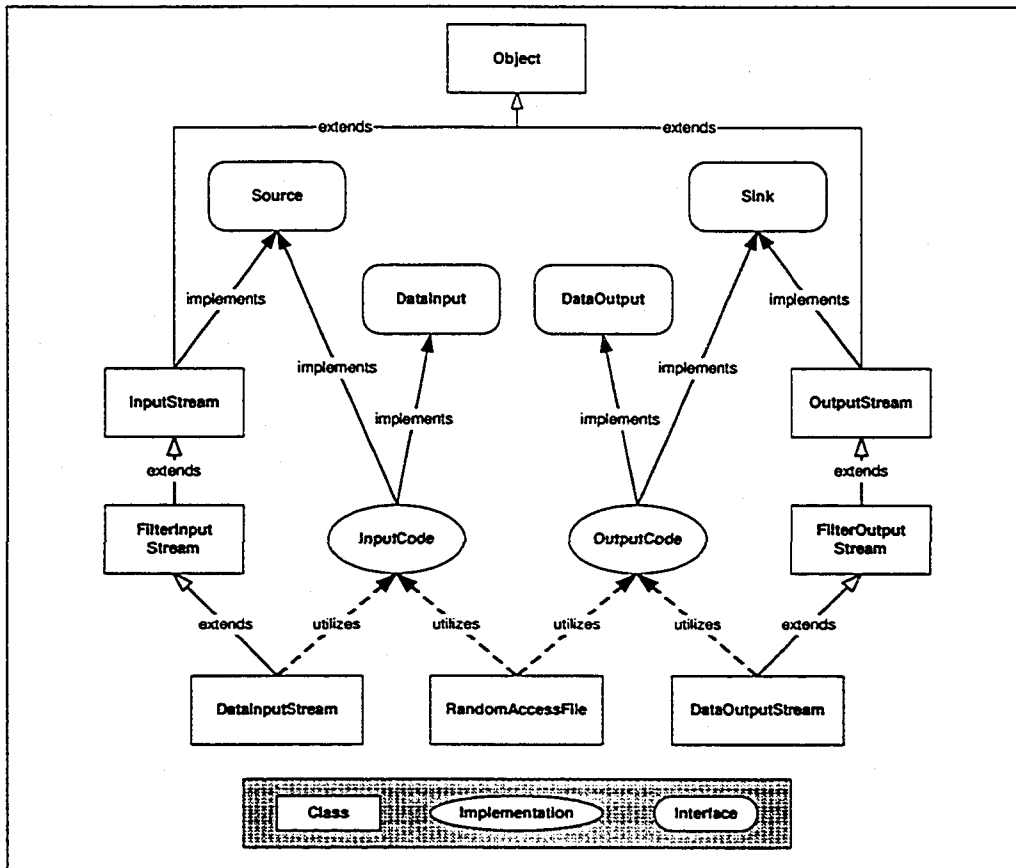 Object
extends
extends
Source
Sink
DataInput
DataOutput
implements
implements
implements
implements
implements
implements
InputStream
OutputStream
extends
extends
FilterInput
Stream
InputCode
OutputCode
FilterOutput
Stream
extends
utilizes
utilizes
utilizes
utilizes
extends
DataInputStream
RandomAccessFile
DataOutputStream
Class
Implementation
Interface